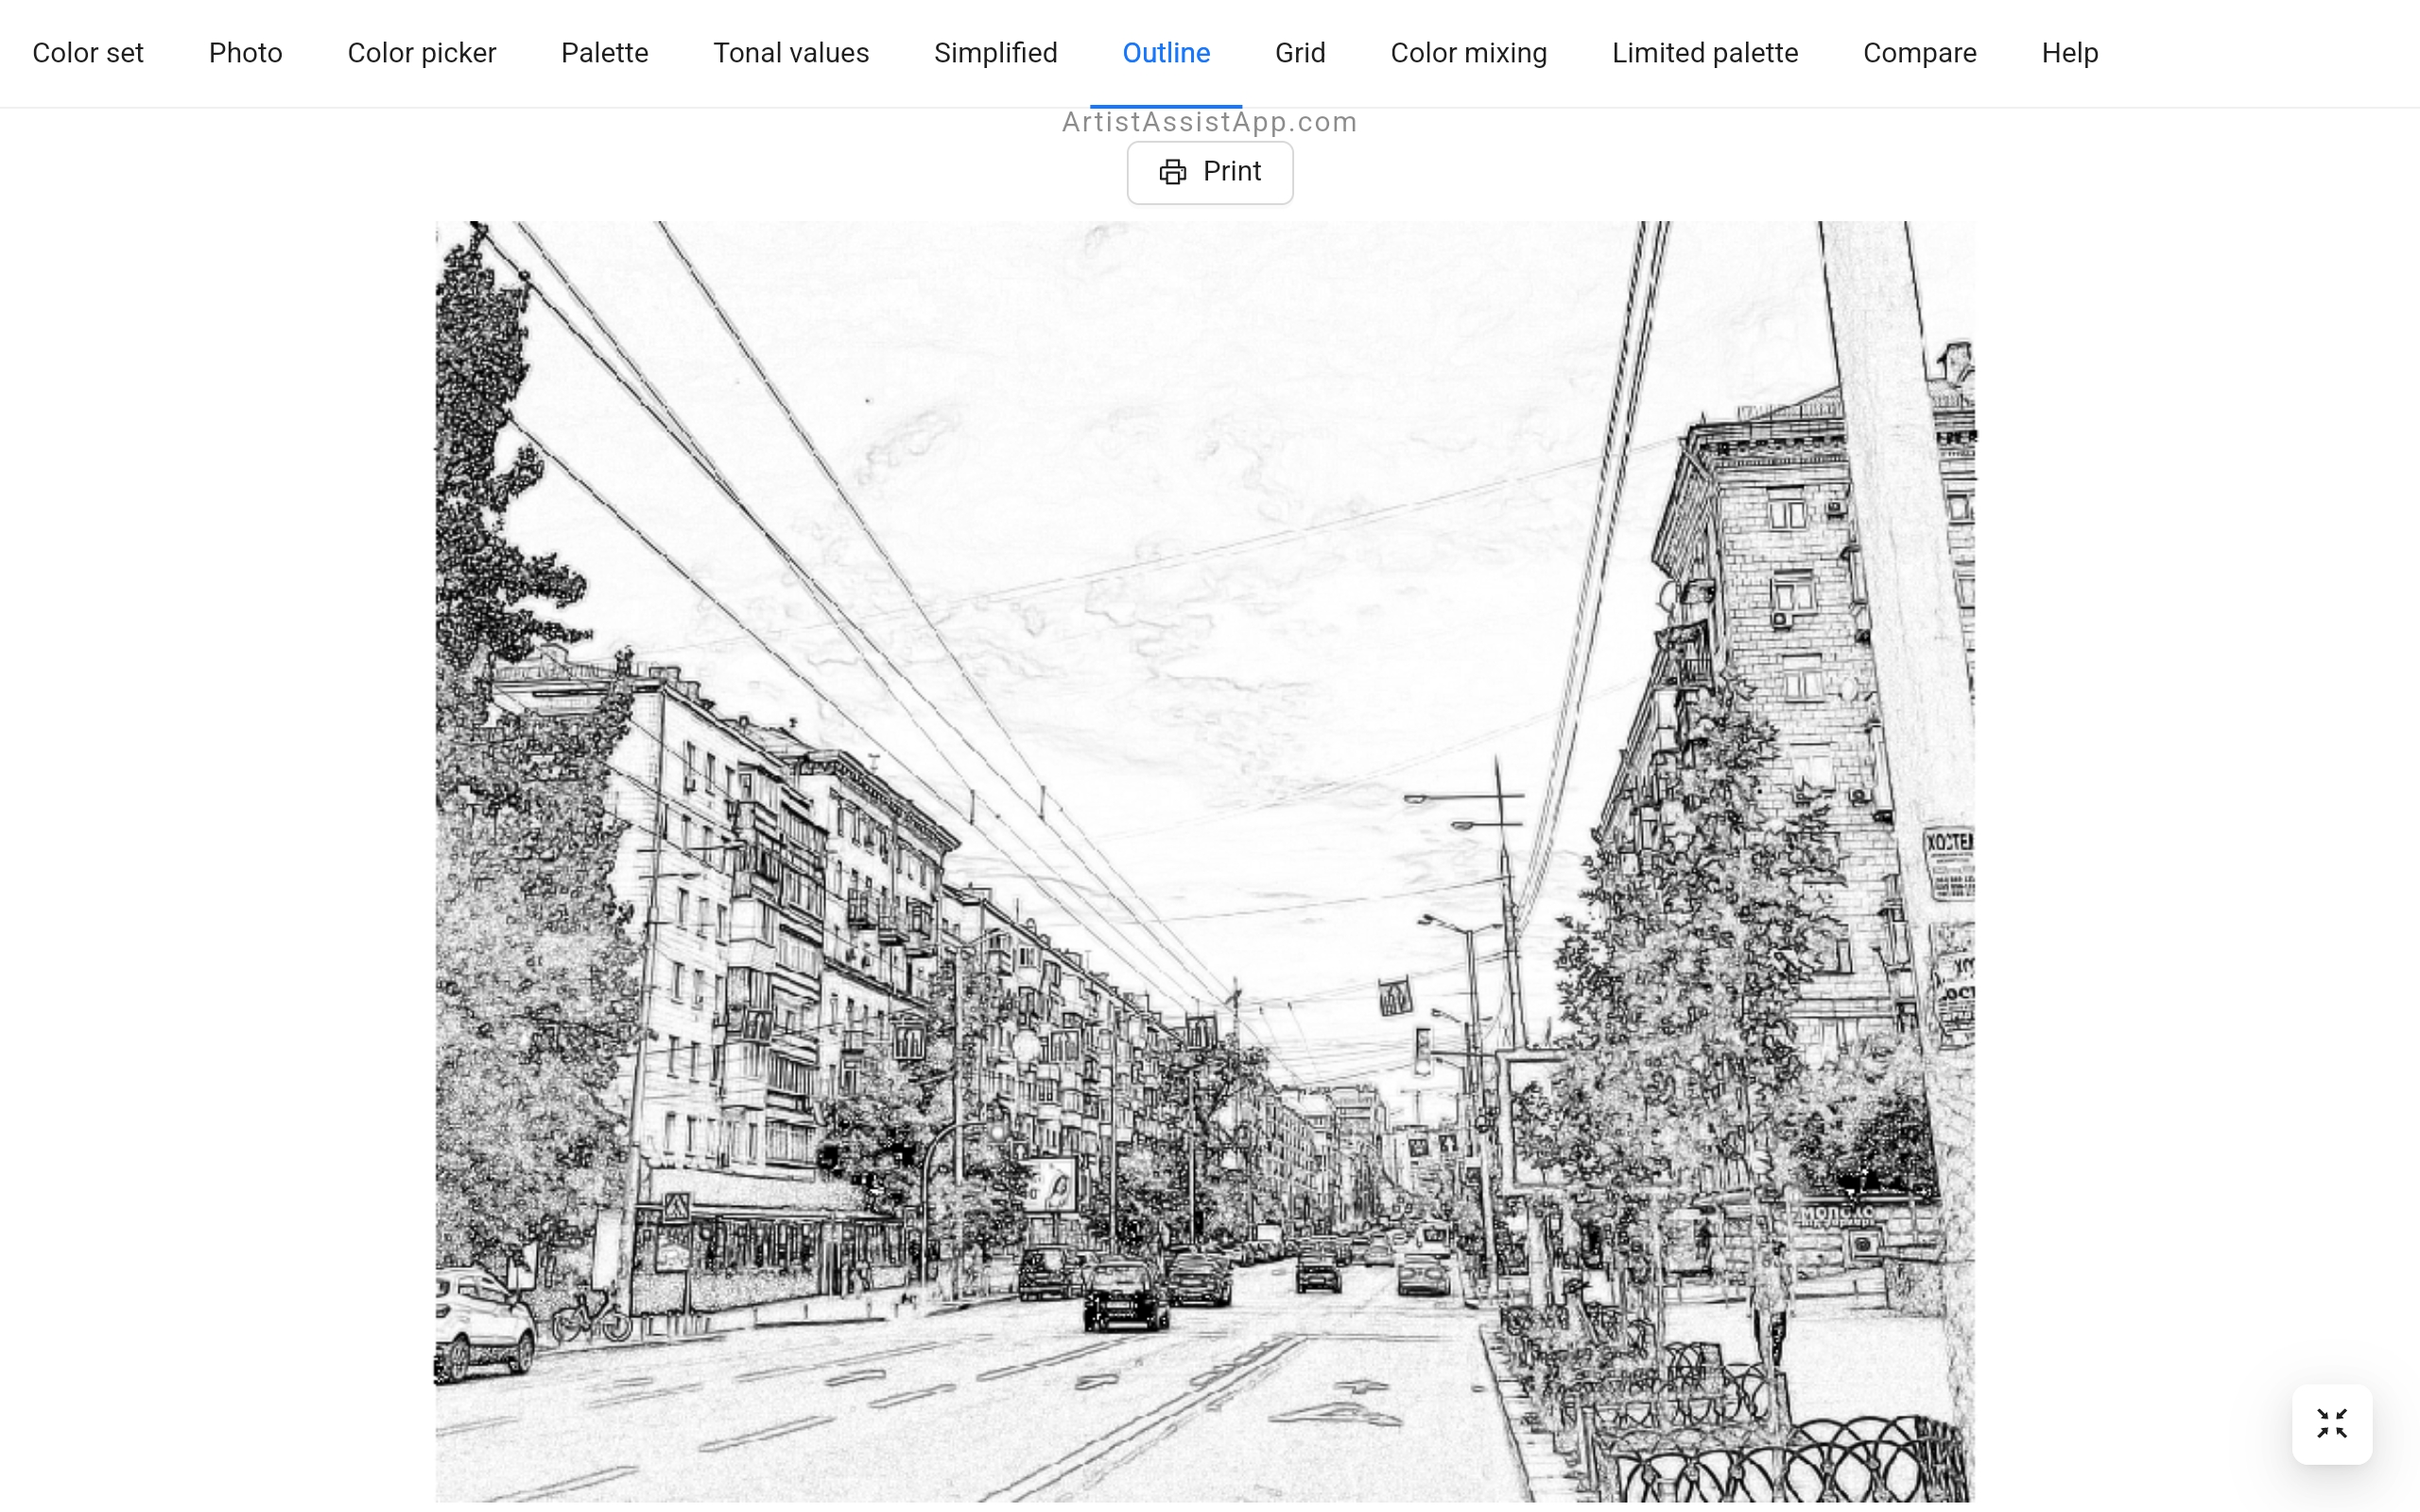 Color set
Photo
Color picker
Palette
Tonal values
Simplified
Outline
Grid
Color mixing
Limited palette
Compare
Help
ArtistAssistApp.com
Print
ХОСТЕЛ
МОЛОКО